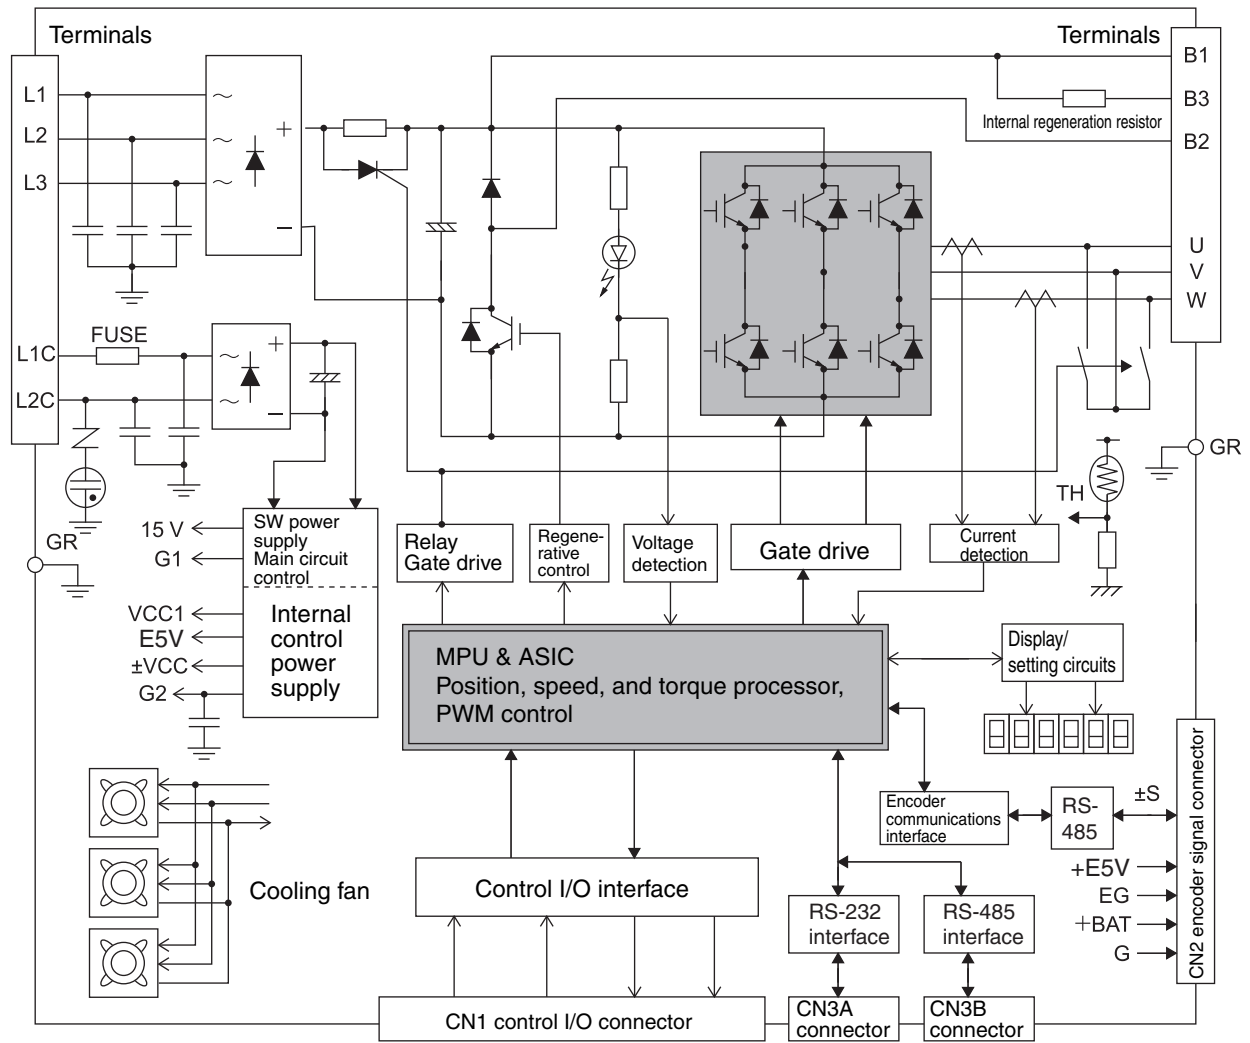 Terminals
Terminals
L1
L2
L3
L1C
L2C
FUSE
+
−
+
−
B1
B3
B2
Internal regeneration resistor
U
V
W
GR
GR
TH
15 V
G1
VCC1
E5V
±VCC
G2
SW power
supply
Main circuit
control
Internal
control
power
supply
Relay
Gate drive
Regene-
rative
control
Voltage
detection
Gate drive
Current
detection
MPU & ASIC
Position, speed, and torque processor,
PWM control
Display/
setting circuits
Encoder
communications
interface
RS-
485
±S
+E5V
EG
+BAT
G
CN2 encoder signal connector
Cooling fan
Control I/O interface
RS-232
interface
RS-485
interface
CN1 control I/O connector
CN3A
connector
CN3B
connector